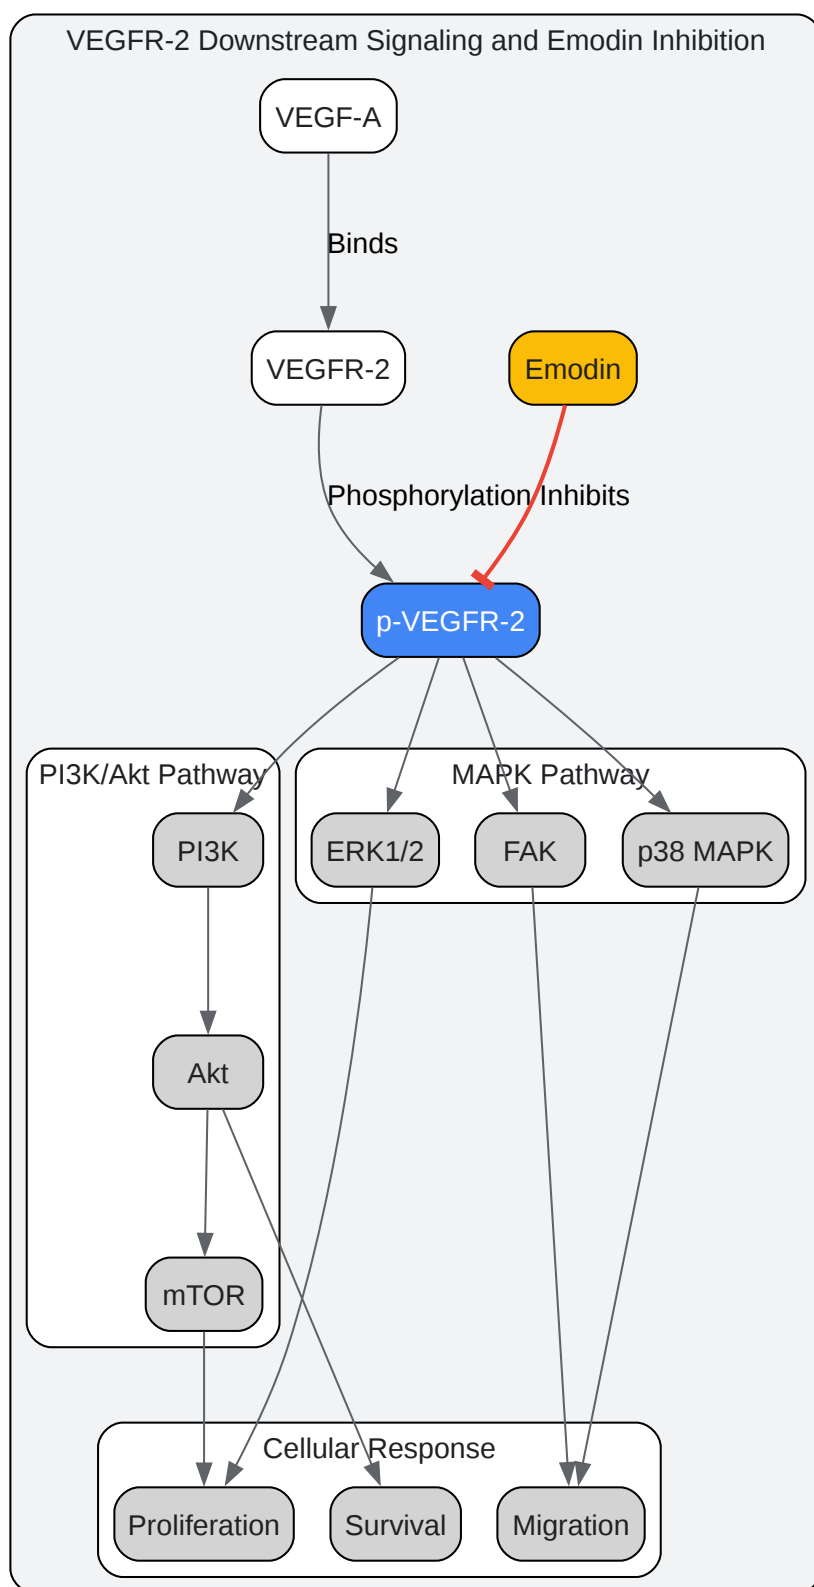 VEGFR-2 Downstream Signaling and Emodin Inhibition
VEGF-A
Binds
VEGFR-2
Emodin
Phosphorylation
Inhibits
p-VEGFR-2
PI3K/Akt Pathway
MAPK Pathway
PI3K
ERK1/2
FAK
p38 MAPK
Akt
mTOR
Cellular Response
Proliferation
Survival
Migration